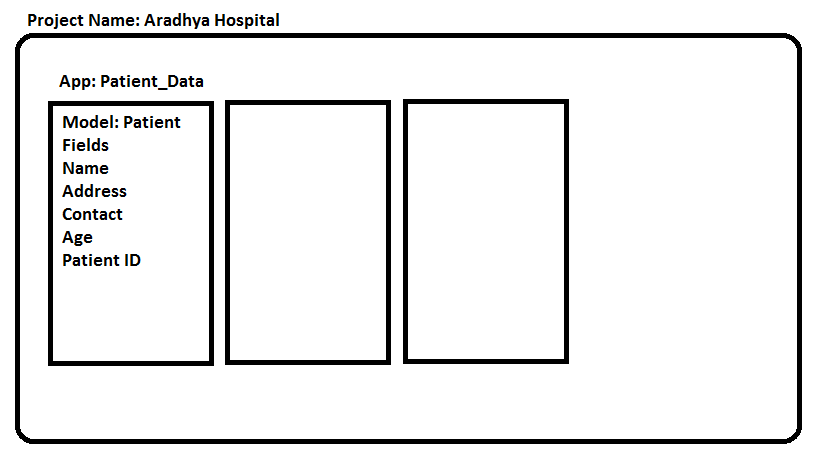 Project Name: Aradhya Hospital
App: Patient_Data
Model: Patient
Fields
Name
Address
Contact
Age
Patient ID